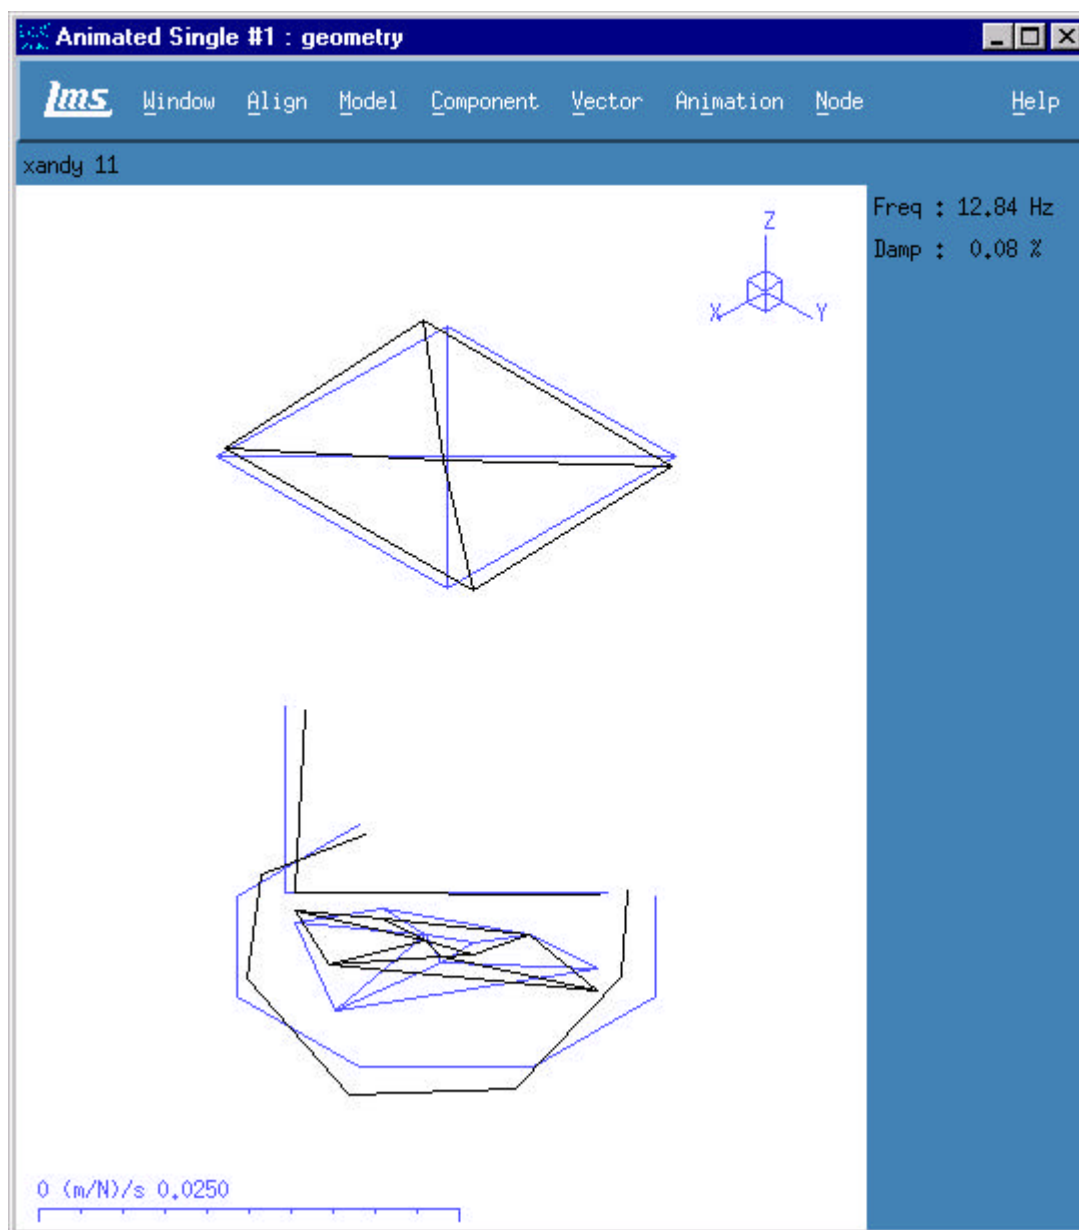 Animated Single #1 : geometry
lms Window Align Model Component Vector Animation Node Help
xandy 11
Freq : 12.84 Hz
Damp : 0.08 %
Z
X Y
0 (m/N)/s 0.0250